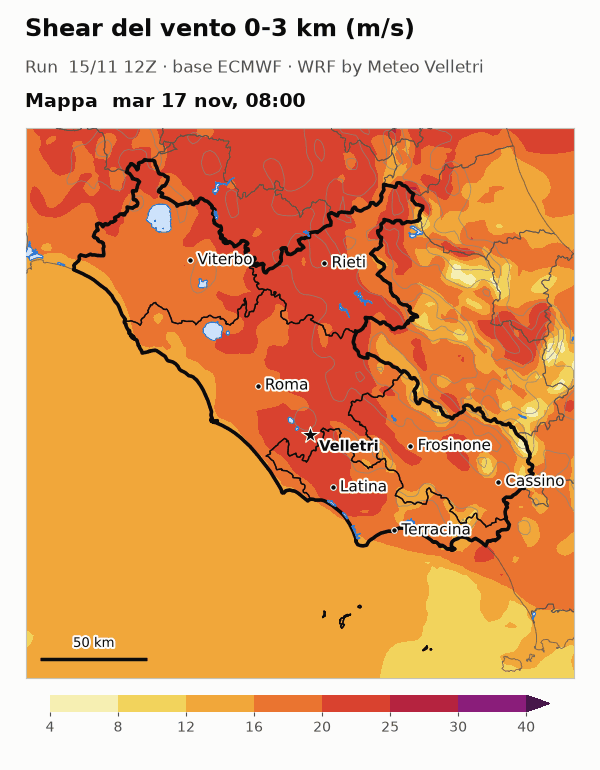 Shear del vento 0-3 km (m/s)
Run 15/11 12Z · base ECMWF · WRF by Meteo Velletri
Mappa mar 17 nov, 08:00
Viterbo
Rieti
Roma
Velletri
Frosinone
Cassino
Latina
Terracina
50 km
4 8 12 16 20 25 30 40